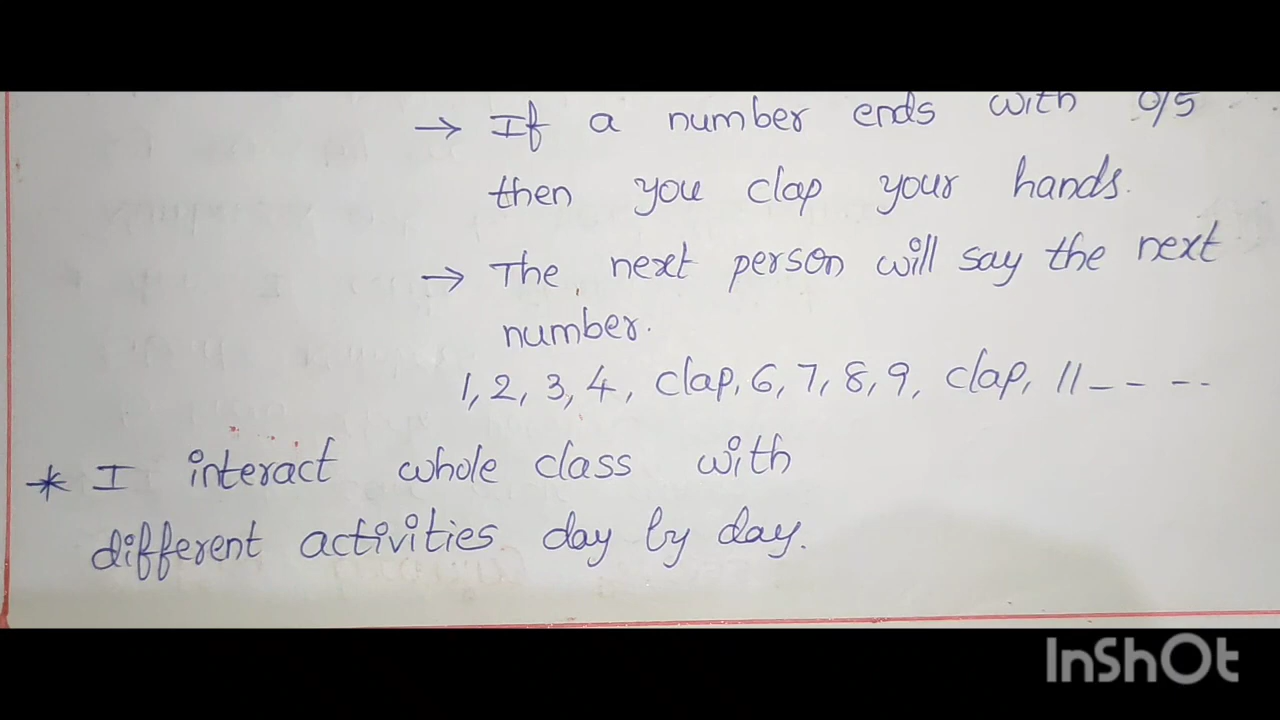 → If a number ends with 0/5
then you clap your hands.
→ The next person will say the next
number.
1, 2, 3, 4, clap, 6, 7, 8, 9, clap, 11 - - - -
* I interact whole class with
different activities day by day.
InShOt